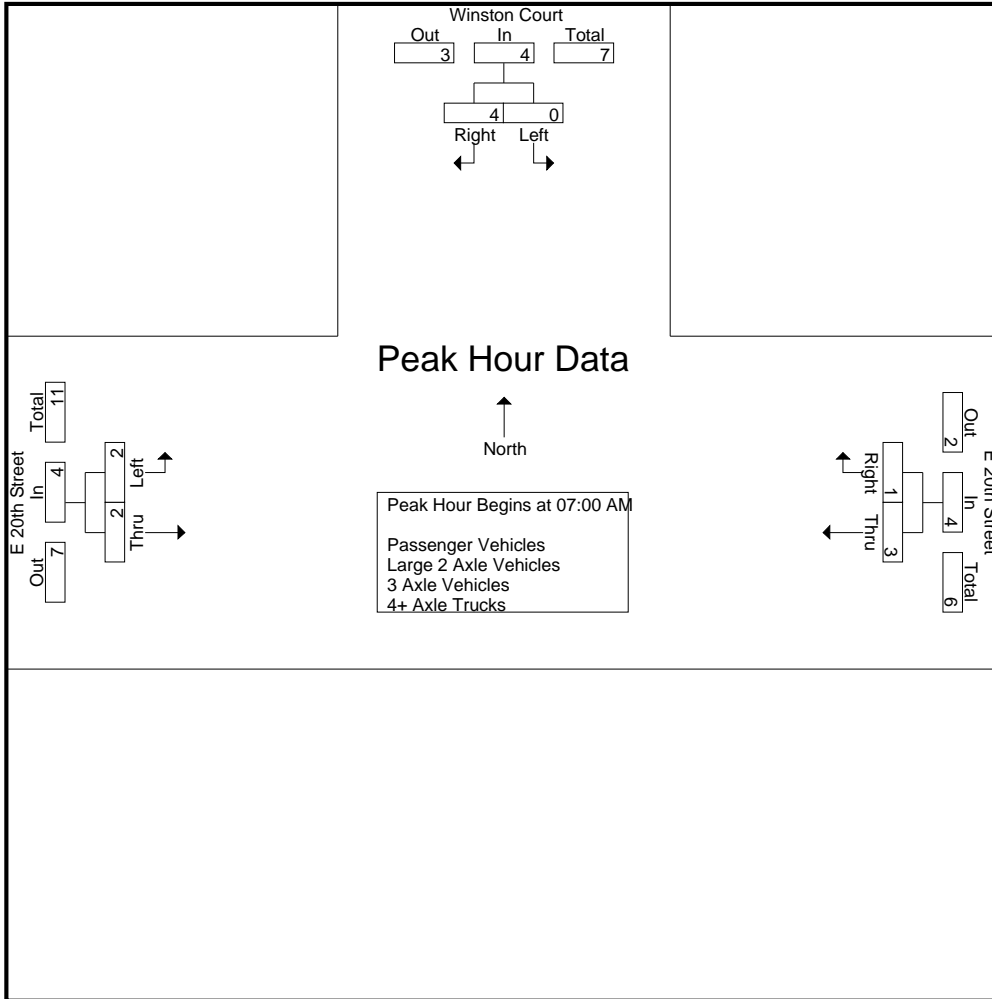 Winston Court
Out In Total
3 4 7
4 0
Right Left
Peak Hour Data
North
Peak Hour Begins at 07:00 AM
Passenger Vehicles
Large 2 Axle Vehicles
3 Axle Vehicles
4+ Axle Trucks
E 20th Street
Out In Total
7 4 11
2 2
Thru Left
E 20th Street
Out In Total
2 4 6
Right Thru
1 3